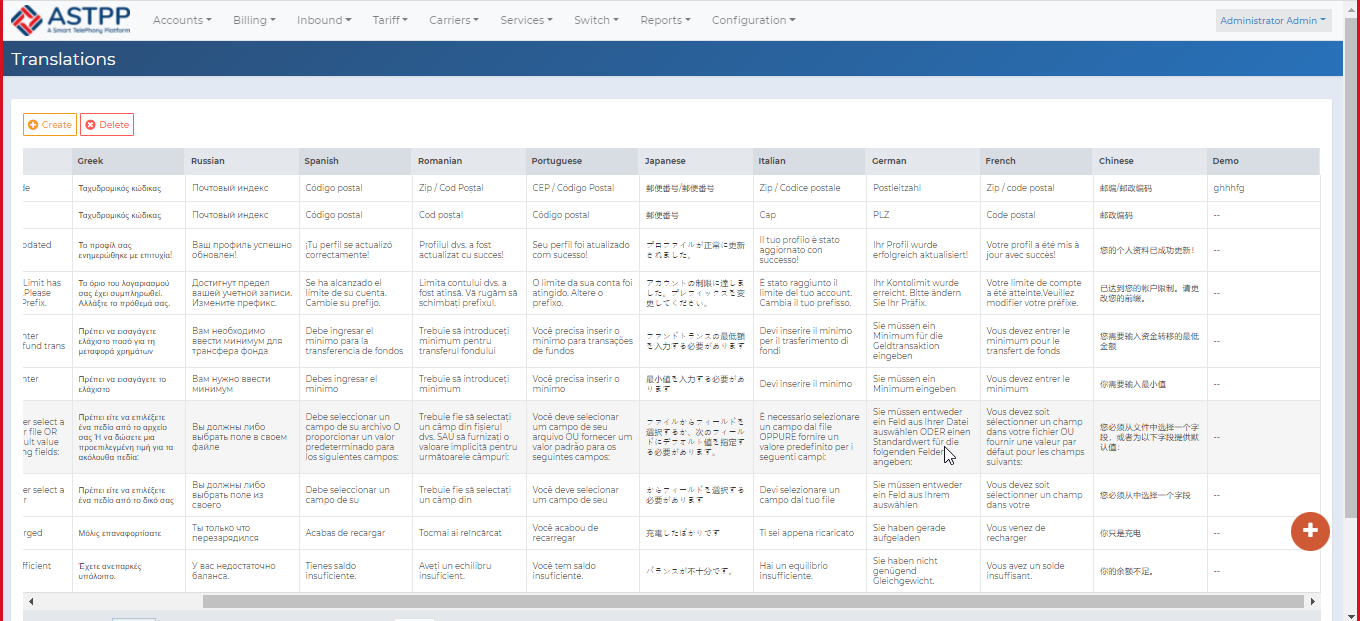 ASTPP
A Smart TelePhony Platform
Accounts Billing Inbound Tariff Carriers Services Switch Reports Configuration Administrator Admin
Translations
Create Delete
Greek Russian Spanish Romanian Portuguese Japanese Italian German French Chinese Demo
de Ταχυδρομικός κώδικας Почтовый индекс Código postal Zip / Cod Poștal CEP / Código Postal 郵便番号/郵便番号 Zip / Codice postale Postleitzahl Zip / code postal 邮编/邮政编码 ghhhfg
Ταχυδρομικός κώδικας Почтовый индекс Código postal Cod poștal Código postal 郵便番号 Cap PLZ Code postal 邮政编码 --
odated
Το προφίλ σας
ενημερώθηκε με επιτυχία!
Ваш профиль успешно
обновлен!
¡Tu perfil se actualizó
correctamente!
Profilul dvs. a fost
actualizat cu succes!
Seu perfil foi atualizado
com sucesso!
プロファイルが正常に更新
されました。
Il tuo profilo è stato
aggiornato con
successo!
Ihr Profil wurde
erfolgreich aktualisiert!
Votre profil a été mis à
jour avec succès!
您的个人资料已成功更新!
--
Limit has
Please
Prefix.
Το όριο του λογαριασμού
σας έχει συμπληρωθεί.
Αλλάξτε το πρόθεμά σας.
Достигнут предел
вашей учетной записи.
Измените префикс.
Se ha alcanzado el
límite de su cuenta.
Cambie su prefijo.
Limita contului dvs. a
fost atinsă. Vă rugăm să
schimbați prefixul.
O limite da sua conta foi
atingido. Altere o
prefixo.
アカウントの制限に達しま
した。プレフィックスを変
更してください。
È stato raggiunto il
limite del tuo account.
Cambia il tuo prefisso.
Ihr Kontolimit wurde
erreicht. Bitte ändern
Sie Ihr Präfix.
Votre limite de compte
a été atteinte.Veuillez
modifier votre préfixe.
已达到您的帐户限制。请更
改您的前缀。
--
nter
fund trans
Πρέπει να εισαγάγετε
ελάχιστο ποσό για τη
μεταφορά χρημάτων
Вам необходимо
ввести минимум для
трансфера фонда
Debe ingresar el
mínimo para la
transferencia de fondos
Trebuie să introduceți
minimum pentru
transferul fondului
Você precisa inserir o
mínimo para transações
de fundos
ファンドトランスの最低額
を入力する必要があります
Devi inserire il minimo
per il trasferimento di
fondi
Sie müssen ein
Minimum für die
Geldtransaktion
eingeben
Vous devez entrer le
minimum pour le
transfert de fonds
您需要输入资金转移的最低
金额
--
nter
Πρέπει να εισαγάγετε το
ελάχιστο
Вам нужно ввести
минимум
Debes ingresar el
mínimo
Trebuie să introduceți
minimum
Você precisa inserir o
mínimo
最小値を入力する必要があ
ります
Devi inserire il minimo
Sie müssen ein
Minimum eingeben
Vous devez entrer le
minimum
你需要输入最小值
--
er select a
r file OR
ult value
ng fields:
Πρέπει είτε να επιλέξετε
ένα πεδίο από το αρχείο
σας Ή να δώσετε μια
προεπιλεγμένη τιμή για τα
ακόλουθα πεδία:
Вы должны либо
выбрать поле в своем
файле
Debe seleccionar un
campo de su archivo O
proporcionar un valor
predeterminado para
los siguientes campos:
Trebuie fie să selectați
un câmp din fișierul
dvs. SAU să furnizați o
valoare implicită pentru
următoarele câmpuri:
Você deve selecionar
um campo de seu
arquivo OU fornecer um
valor padrão para os
seguintes campos:
ファイルからフィールドを
選択するか、次のフィール
ドにデフォルト値を指定す
る必要があります。
È necessario selezionare
un campo dal file
OPPURE fornire un
valore predefinito per i
seguenti campi:
Sie müssen entweder
ein Feld aus Ihrer Datei
auswählen ODER einen
Standardwert für die
folgenden Felder
angeben:
Vous devez soit
sélectionner un champ
dans votre fichier OU
fournir une valeur par
défaut pour les champs
suivants:
您必须从文件中选择一个字
段，或者为以下字段提供默
认值：
--
er select a
r
Πρέπει είτε να επιλέξετε
ένα πεδίο από το δικό σας
Вы должны либо
выбрать поле из
своего
Debe seleccionar un
campo de su
Trebuie fie să selectați
un câmp din
Você deve selecionar
um campo de seu
からフィールドを選択する
必要があります
Devi selezionare un
campo dal tuo file
Sie müssen entweder
ein Feld aus Ihrem
auswählen
Vous devez soit
sélectionner un champ
dans votre
您必须从中选择一个字段
--
rged
Μόλις επαναφορτίσατε
Ты только что
перезарядился
Acabas de recargar
Tocmai ai reîncărcat
Você acabou de
recarregar
充電したばかりです
Ti sei appena ricaricato
Sie haben gerade
aufgeladen
Vous venez de
recharger
你只是充电
--
fficient
Έχετε ανεπαρκές
υπόλοιπο.
У вас недостаточно
баланса.
Tienes saldo
insuficiente.
Aveți un echilibru
insuficient.
Você tem saldo
insuficiente.
バランスが不十分です。
Hai un equilibrio
insufficiente.
Sie haben nicht
genügend
Gleichgewicht.
Vous avez un solde
insuffisant.
你的余额不足。
--